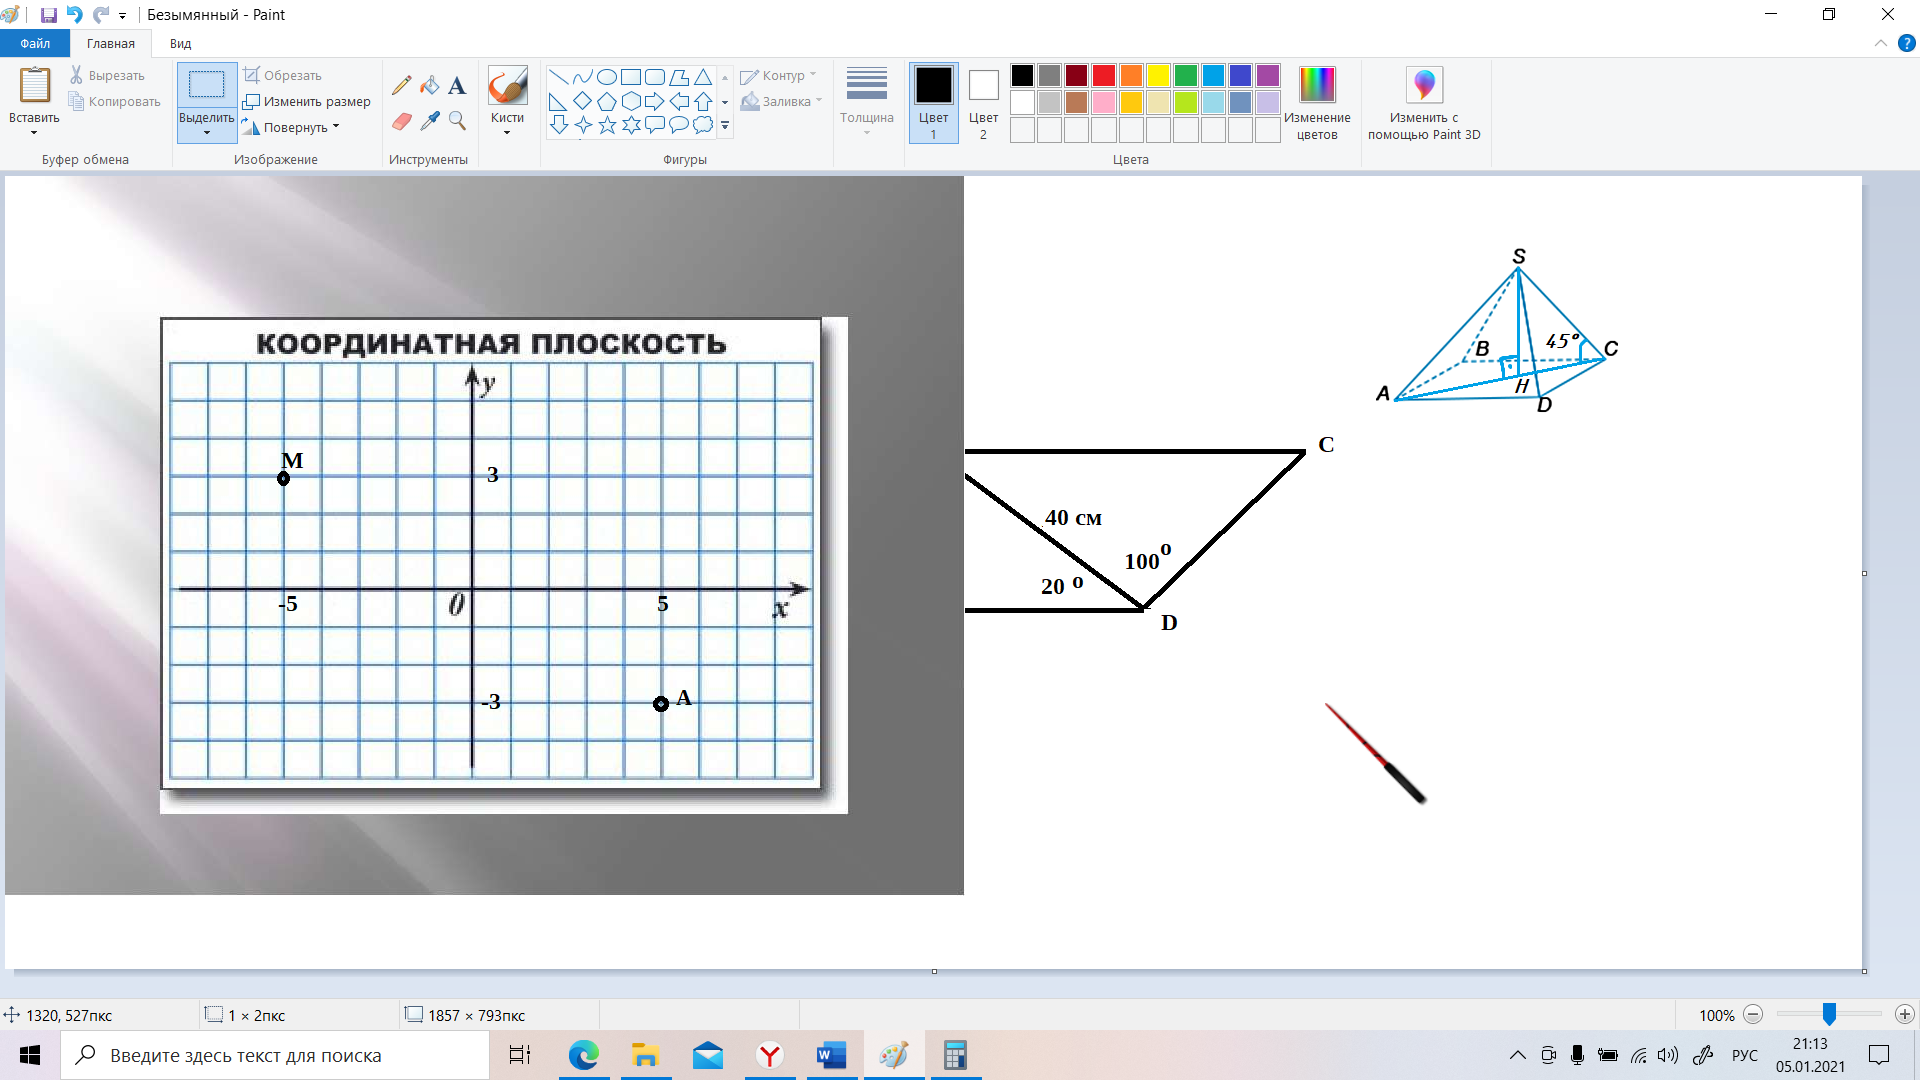 Безымянный - Paint
Файл
Главная
Вид
Вставить
Вырезать
Копировать
Буфер обмена
Выделить
Обрезать
Изменить размер
Повернуть
Изображение
A
Инструменты
Кисти
Фигуры
Контур
Заливка
Толщина
Цвет
1
Цвет
2
Изменение
цветов
Цвета
Изменить с
помощью Paint 3D
КООРДИНАТНАЯ ПЛОСКОСТЬ
y
M
3
-5
0
5
x
-3
A
C
40 см
100°
20 °
D
S
B
45°
C
A
H
D
1320, 527пкс
1 × 2пкс
1857 × 793пкс
100%
Введите здесь текст для поиска
РУС
21:13
05.01.2021